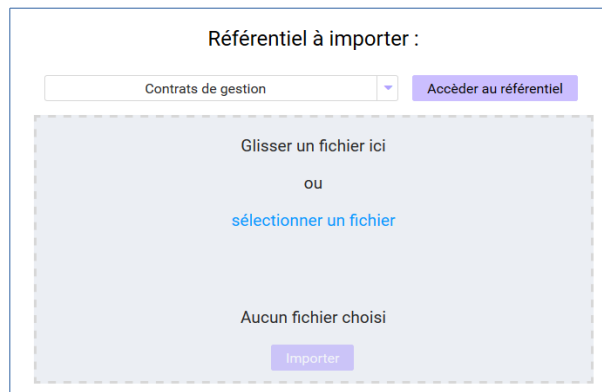 Référentiel à importer :
Contrats de gestion
Accèder au référentiel
Glisser un fichier ici
ou
sélectionner un fichier
Aucun fichier choisi
Importer